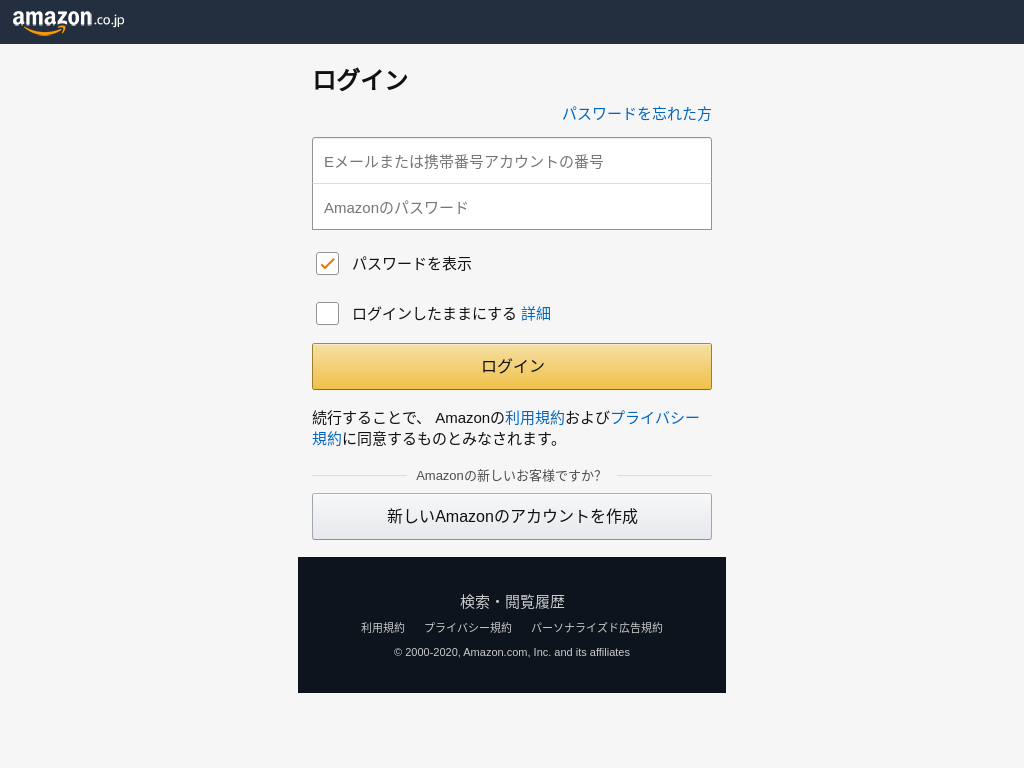 amazon.co.jp
ログイン
パスワードを忘れた方
Eメールまたは携帯番号アカウントの番号
Amazonのパスワード
パスワードを表示
ログインしたままにする 詳細
ログイン
続行することで、 Amazonの利用規約およびプライバシー
規約に同意するものとみなされます。
Amazonの新しいお客様ですか?
新しいAmazonのアカウントを作成
検索・閲覧履歴
利用規約 プライバシー規約 パーソナライズド広告規約
© 2000-2020, Amazon.com, Inc. and its affiliates